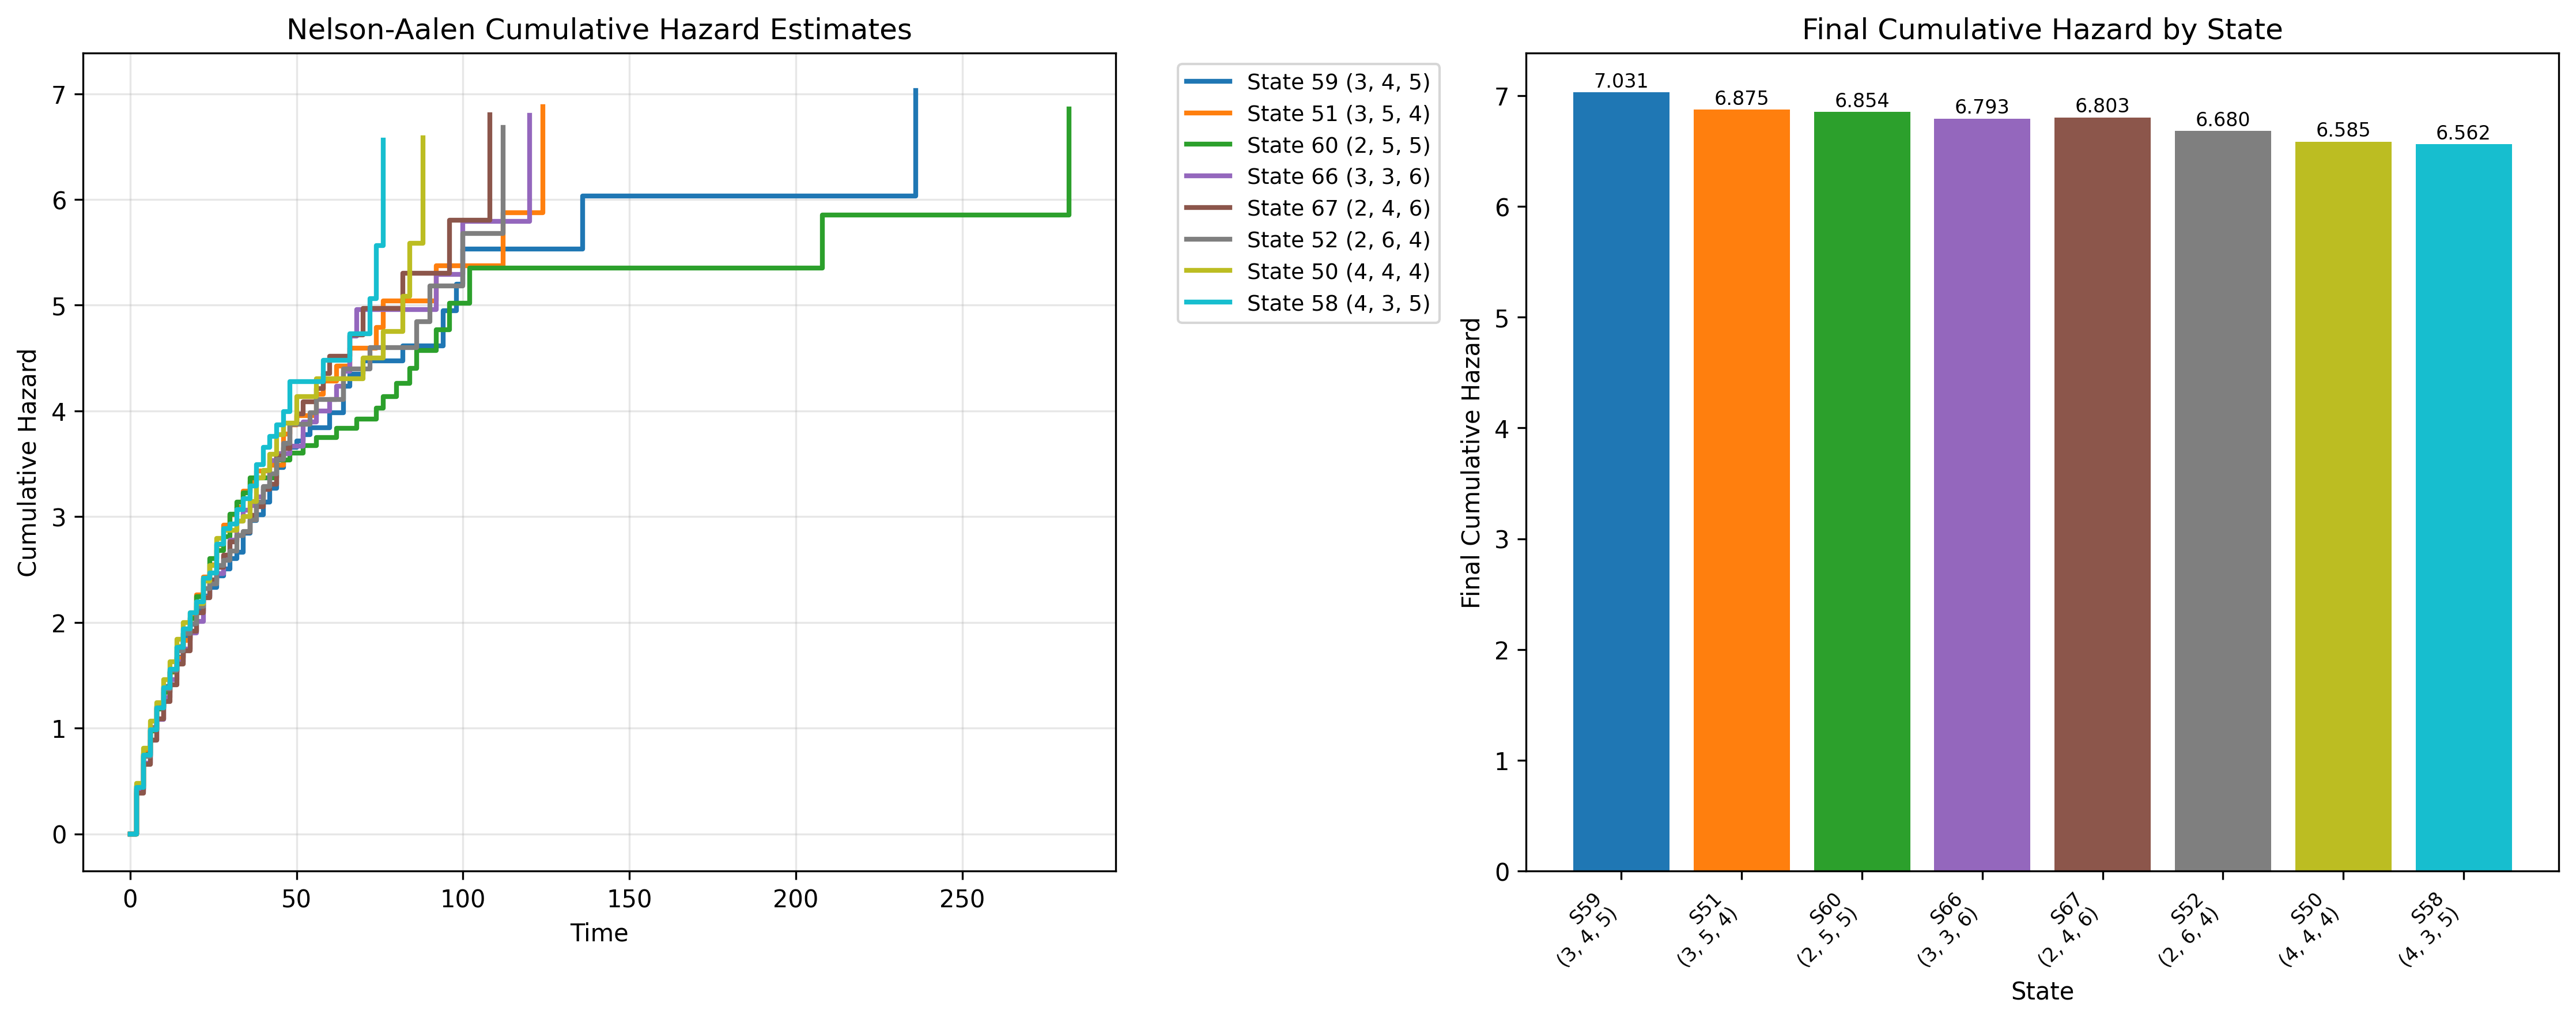 Nelson-Aalen Cumulative Hazard Estimates
7
6
5
4
3
2
1
0
Cumulative Hazard
0 50 100 150 200 250
Time
State 59 (3, 4, 5)
State 51 (3, 5, 4)
State 60 (2, 5, 5)
State 66 (3, 3, 6)
State 67 (2, 4, 6)
State 52 (2, 6, 4)
State 50 (4, 4, 4)
State 58 (4, 3, 5)
Final Cumulative Hazard by State
7
6
5
4
3
2
1
0
Final Cumulative Hazard
7.031 6.875 6.854 6.793 6.803 6.680 6.585 6.562
S59
(3, 4, 5)
S51
(3, 5, 4)
S60
(2, 5, 5)
S66
(3, 3, 6)
S67
(2, 4, 6)
S52
(2, 6, 4)
S50
(4, 4, 4)
S58
(4, 3, 5)
State